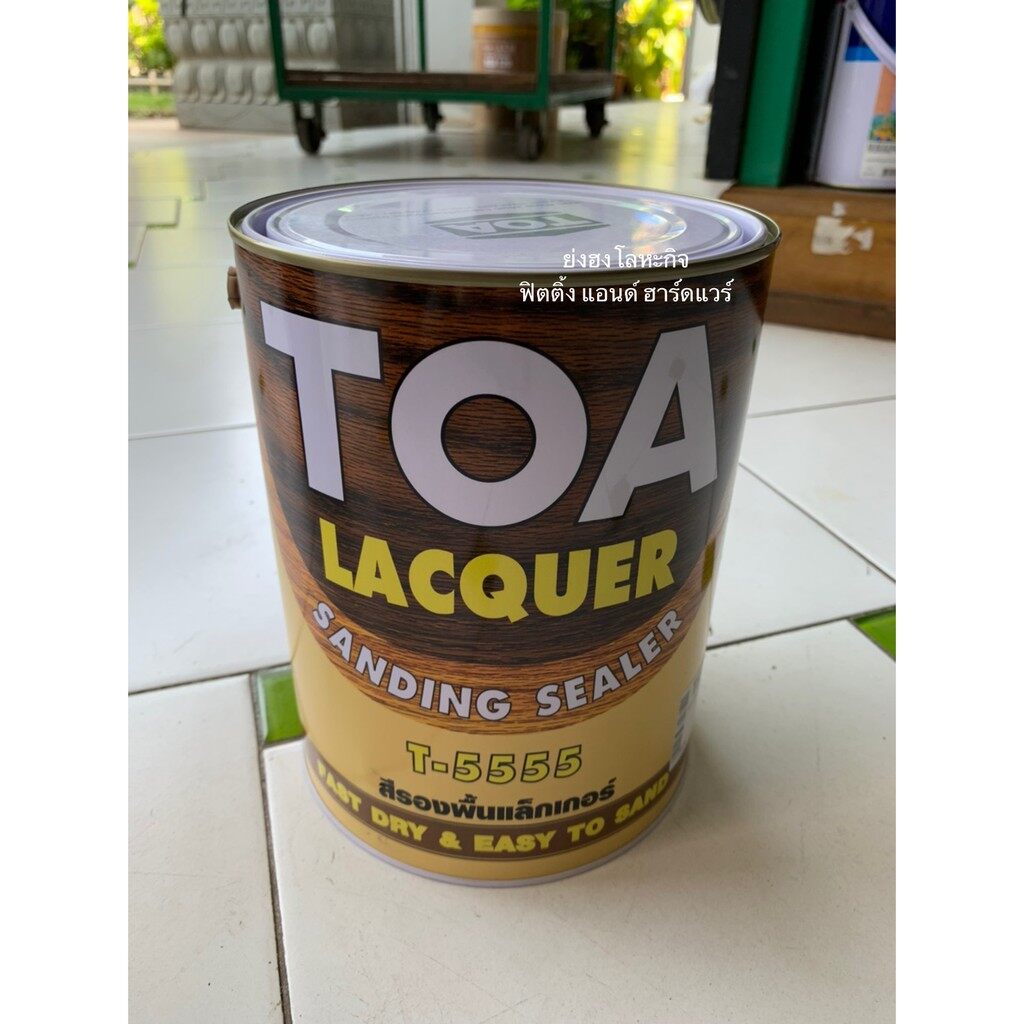 TOA
ย่งฮง โลหะกิจ
ฟิตติ้ง แอนด์ ฮาร์ดแวร์
TOA
LACQUER
SANDING SEALER
T-5555
สีรองพื้นแล็กเกอร์
FAST DRY & EASY TO SAND